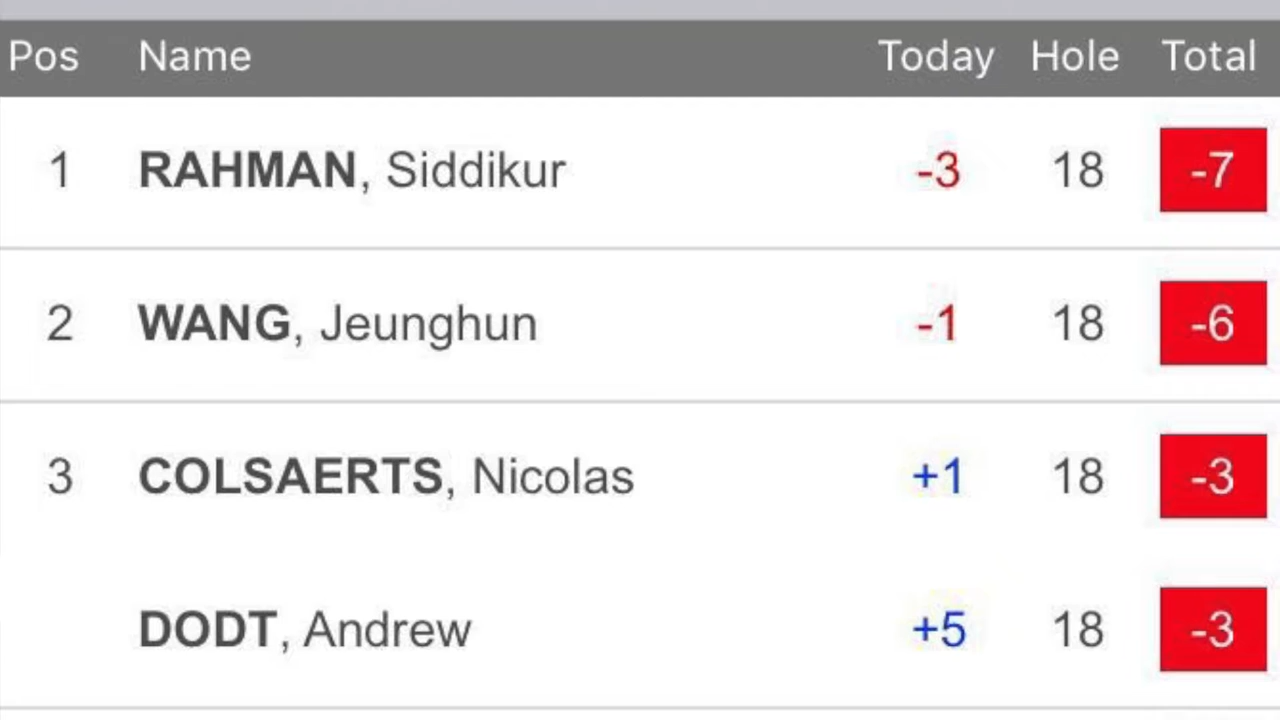 Pos Name Today Hole Total
1 RAHMAN, Siddikur -3 18 -7
2 WANG, Jeunghun -1 18 -6
3 COLSAERTS, Nicolas +1 18 -3
DODT, Andrew +5 18 -3